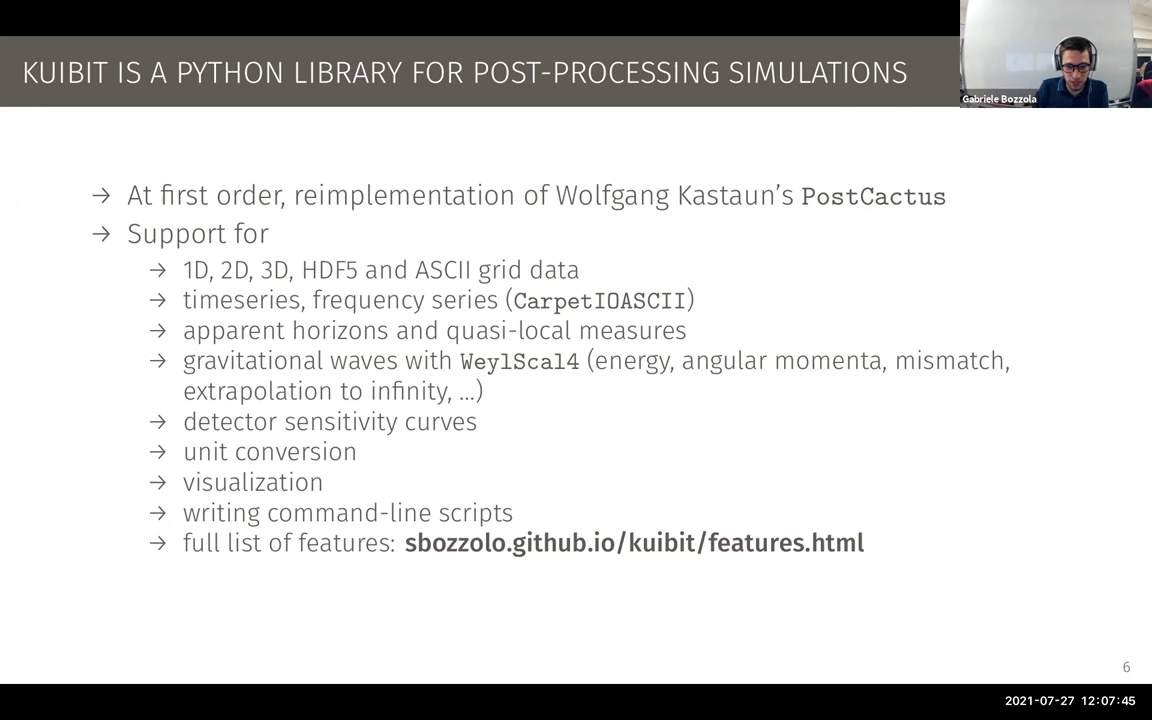 KUIBIT IS A PYTHON LIBRARY FOR POST-PROCESSING SIMULATIONS
Gabriele Bozzola
→ At first order, reimplementation of Wolfgang Kastaun's PostCactus
→ Support for
→ 1D, 2D, 3D, HDF5 and ASCII grid data
→ timeseries, frequency series (CarpetIOASCII)
→ apparent horizons and quasi-local measures
→ gravitational waves with WeylScal4 (energy, angular momenta, mismatch,
extrapolation to infinity, ...)
→ detector sensitivity curves
→ unit conversion
→ visualization
→ writing command-line scripts
→ full list of features: sbozzolo.github.io/kuibit/features.html
6
2021-07-27 12:07:45